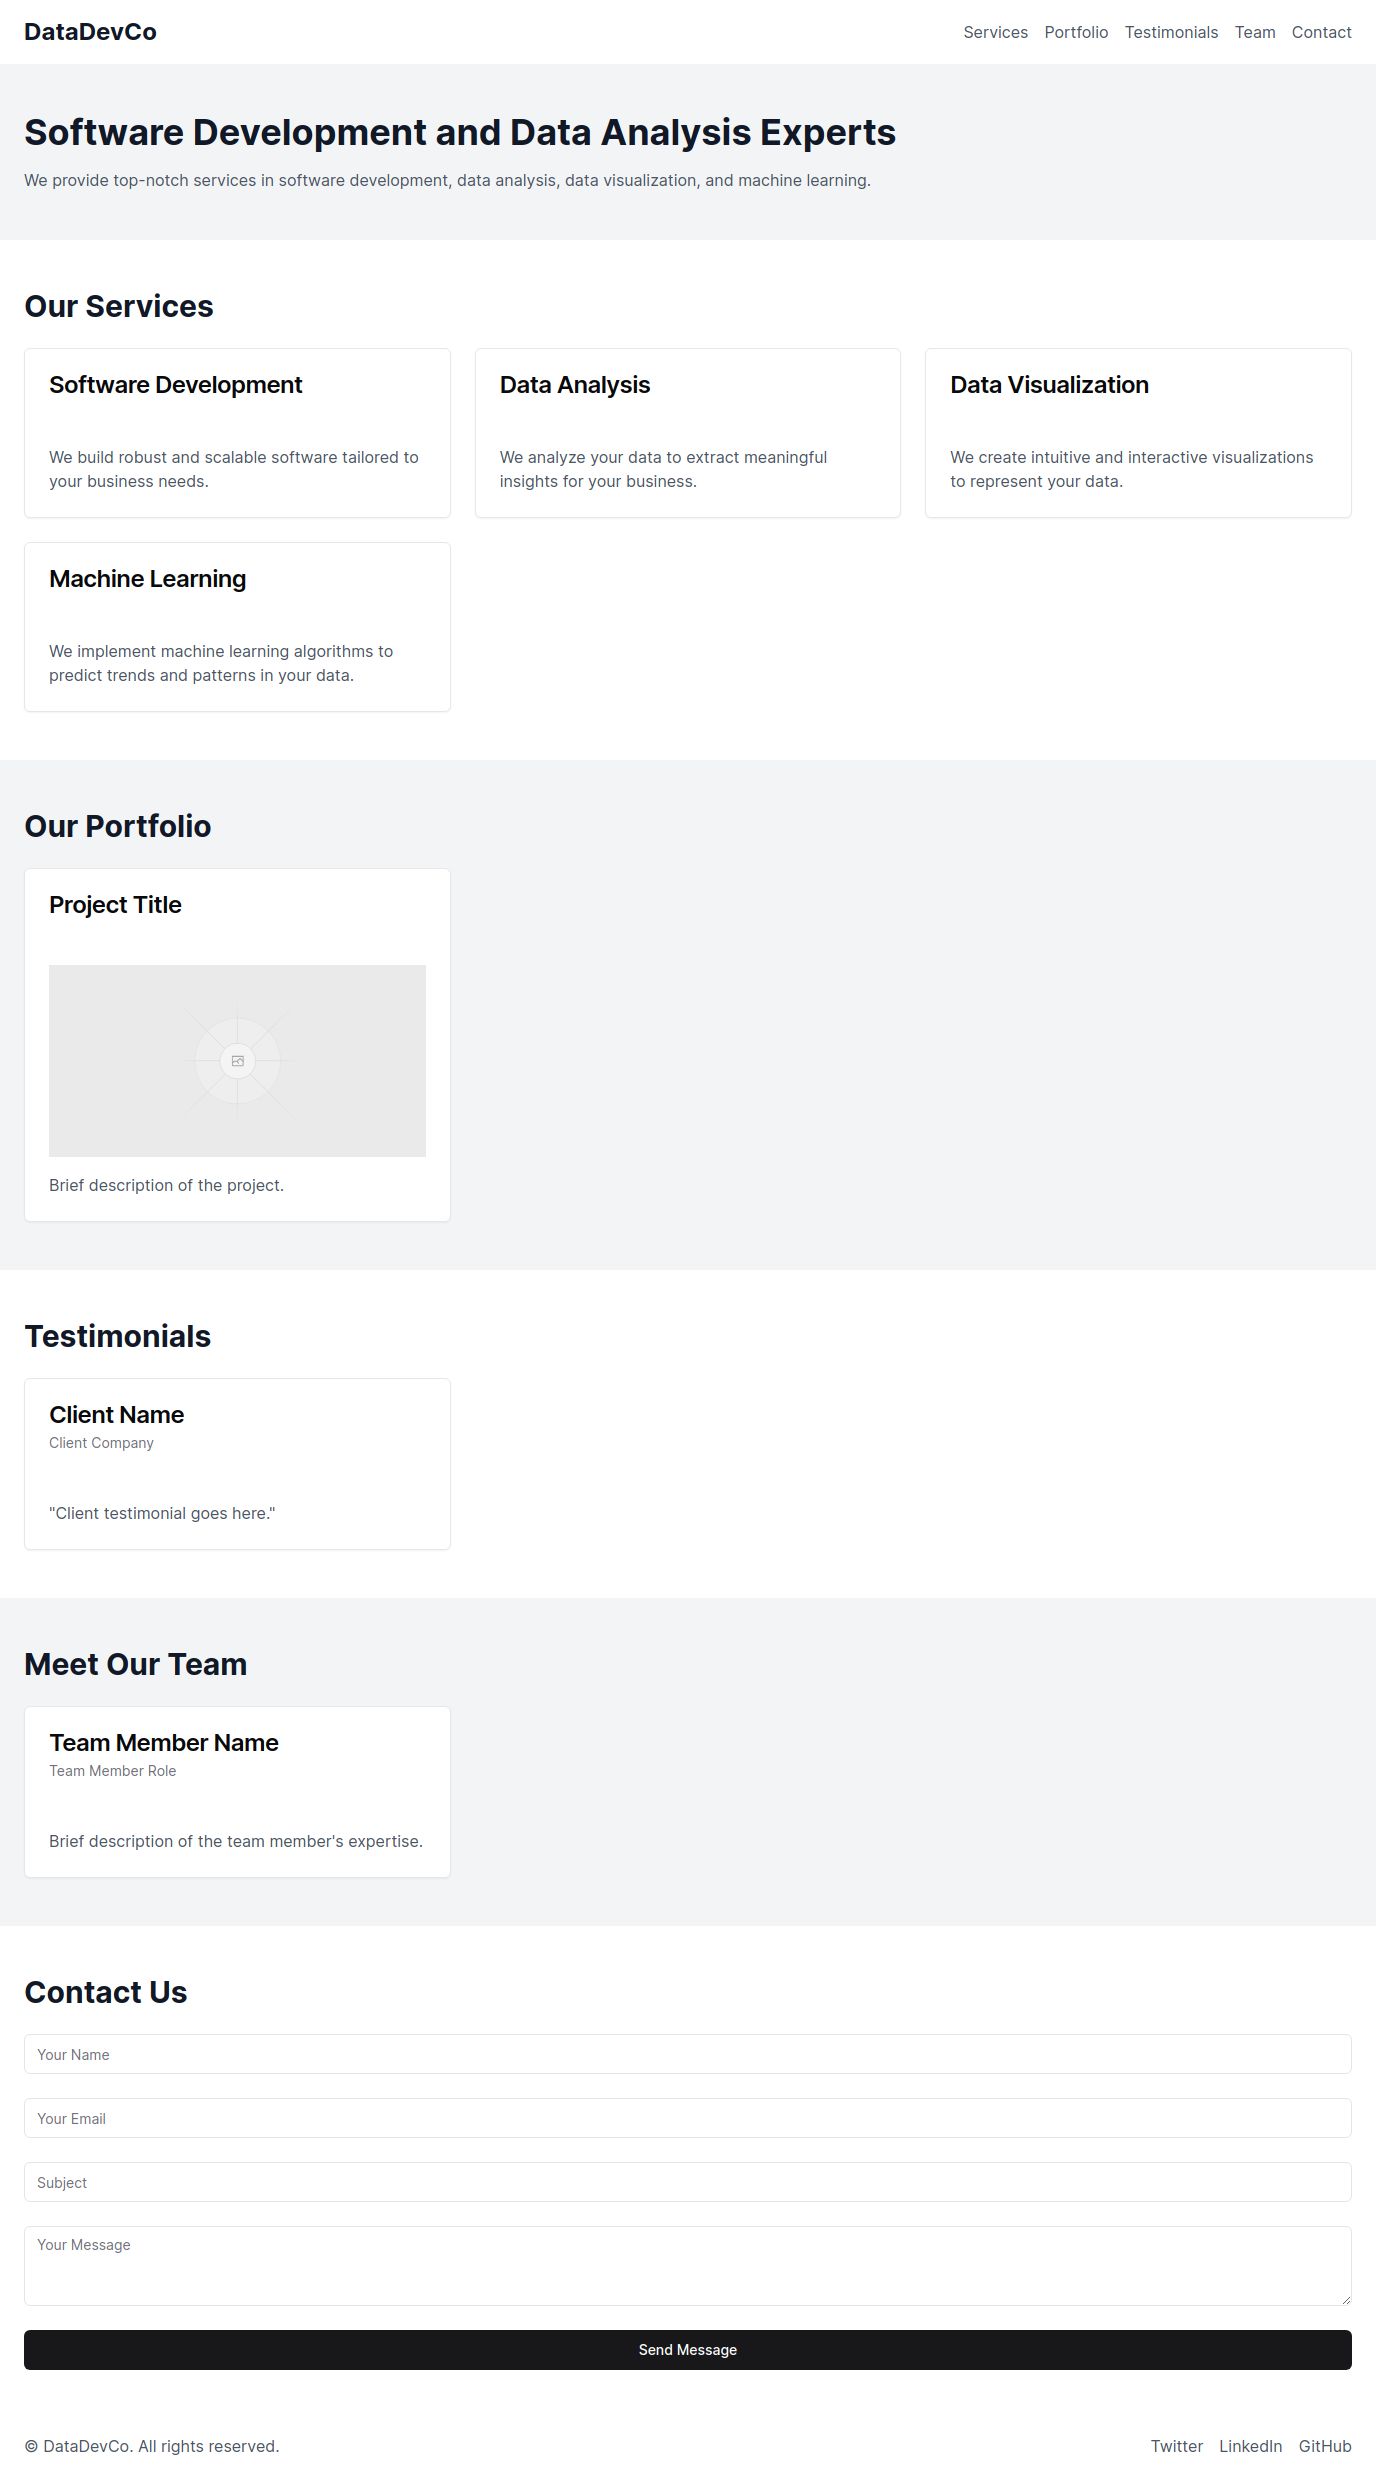 DataDevCo
Services Portfolio Testimonials Team Contact
Software Development and Data Analysis Experts
We provide top-notch services in software development, data analysis, data visualization, and machine learning.
Our Services
Software Development
We build robust and scalable software tailored to
your business needs.
Data Analysis
We analyze your data to extract meaningful
insights for your business.
Data Visualization
We create intuitive and interactive visualizations
to represent your data.
Machine Learning
We implement machine learning algorithms to
predict trends and patterns in your data.
Our Portfolio
Project Title
Brief description of the project.
Testimonials
Client Name
Client Company
"Client testimonial goes here."
Meet Our Team
Team Member Name
Team Member Role
Brief description of the team member's expertise.
Contact Us
Your Name
Your Email
Subject
Your Message
Send Message
© DataDevCo. All rights reserved.
Twitter LinkedIn GitHub